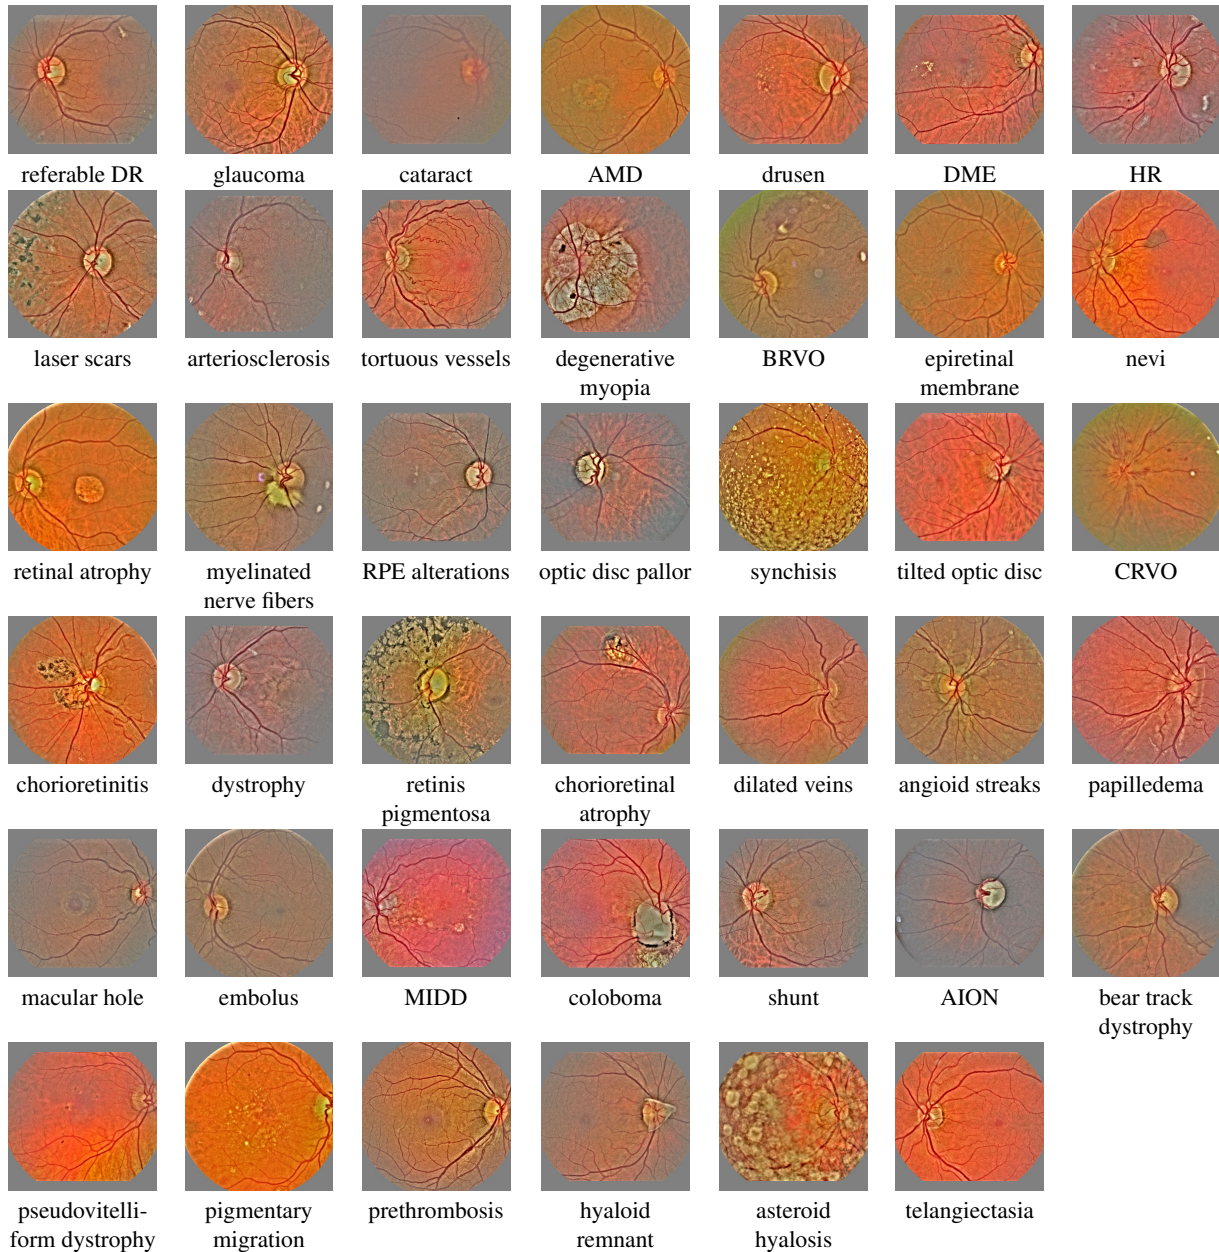 referable DR
glaucoma
cataract
AMD
drusen
DME
HR
laser scars
arteriosclerosis
tortuous vessels
degenerative
myopia
BRVO
epiretinal
membrane
nevi
retinal atrophy
myelinated
nerve fibers
RPE alterations
optic disc pallor
synchisis
tilted optic disc
CRVO
chorioretinitis
dystrophy
retinis
pigmentosa
chorioretinal
atrophy
dilated veins
angioid streaks
papilledema
macular hole
embolus
MIDD
coloboma
shunt
AION
bear track
dystrophy
pseudovitelli-
form dystrophy
pigmentary
migration
prethrombosis
hyaloid
remnant
asteroid
hyalosis
telangiectasia